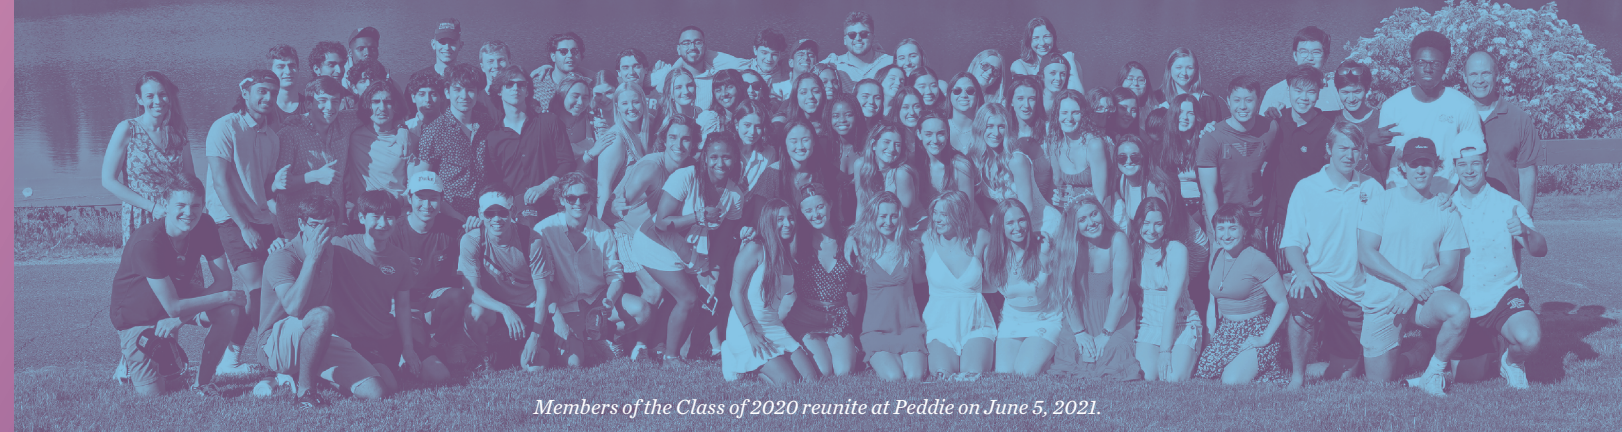 Members of the Class of 2020 reunite at Peddie on June 5, 2021.